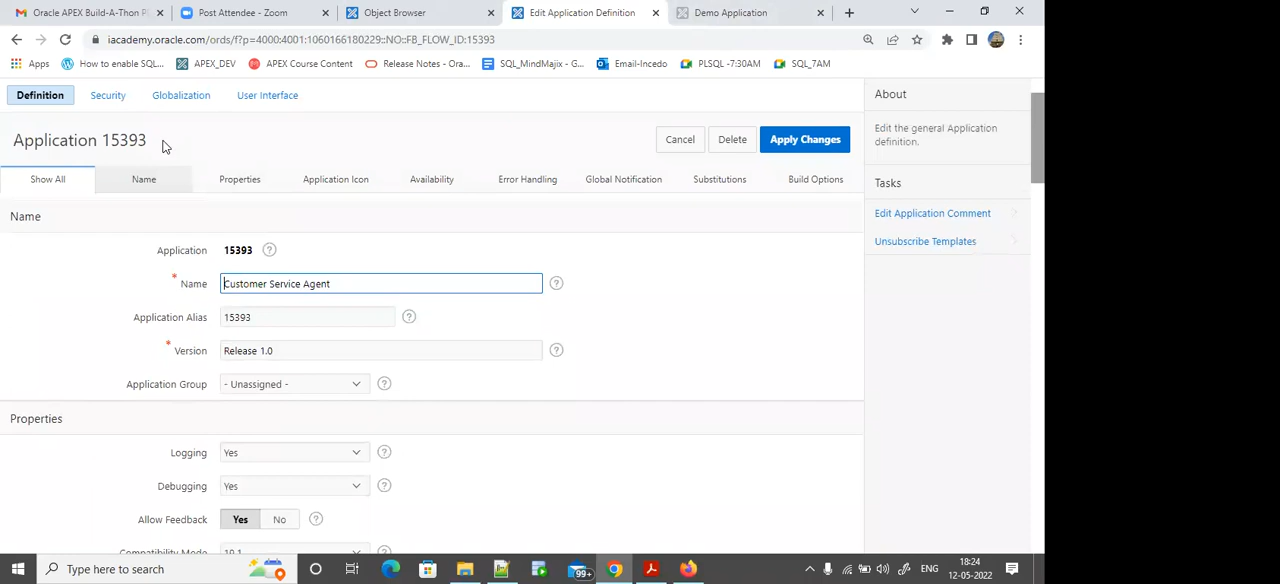 Oracle APEX Build-A-Thon P
Post Attendee - Zoom
Object Browser
Edit Application Definition
Demo Application
iacademy.oracle.com/ords/f?p=4000:4001:1060166180229::NO::FB_FLOW_ID:15393
Apps
How to enable SQL...
APEX_DEV
APEX Course Content
Release Notes - Ora...
SQL_MindMajix - G...
Email-Incedo
PLSQL -7:30AM
SQL_7AM
Definition
Security
Globalization
User Interface
About
Edit the general Application
definition.
Application 15393
Cancel
Delete
Apply Changes
Show All
Name
Properties
Application Icon
Availability
Error Handling
Global Notification
Substitutions
Build Options
Tasks
Edit Application Comment
Unsubscribe Templates
Name
Application 15393 ?
* Name Customer Service Agent ?
Application Alias 15393 ?
* Version Release 1.0 ?
Application Group - Unassigned - ?
Properties
Logging Yes ?
Debugging Yes ?
Allow Feedback Yes No ?
Compatibility Mode 19.1
Type here to search
99+
ENG
18:24
12-05-2022